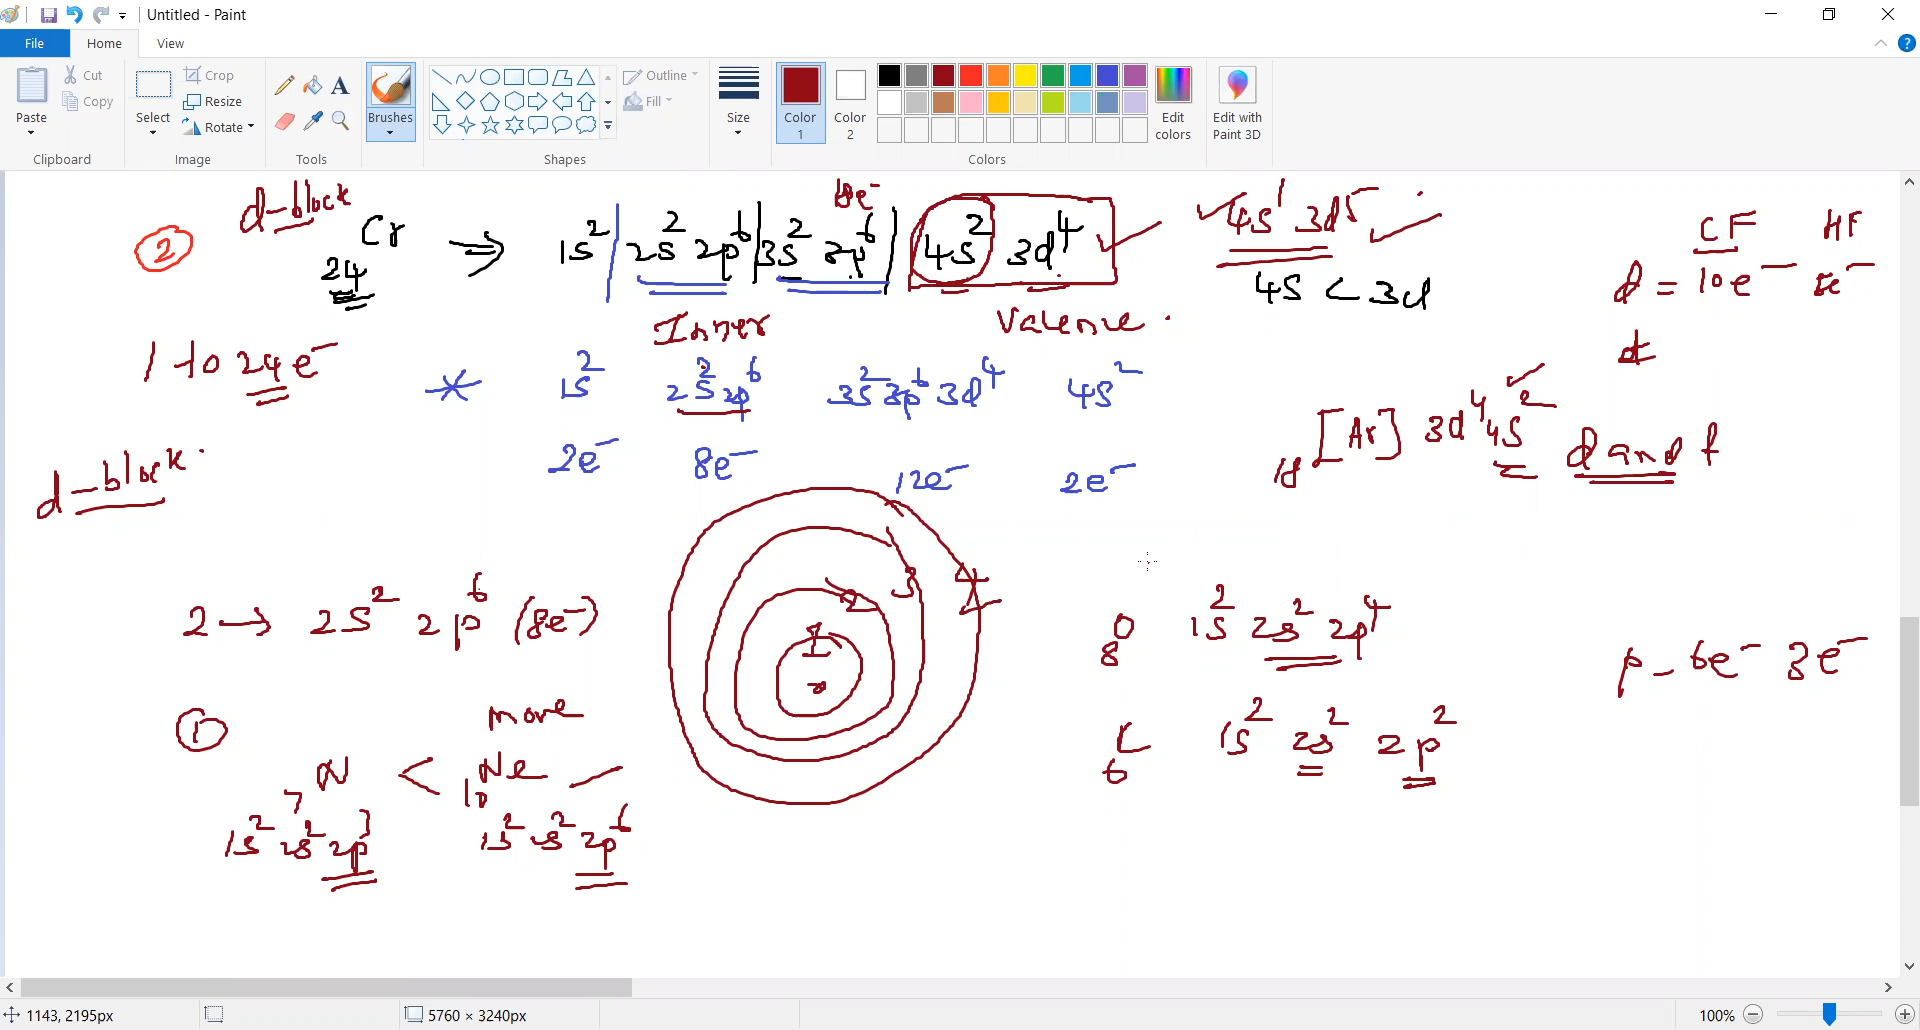 Untitled - Paint
File Home View
Paste Cut Copy Select Crop Resize Rotate Brushes Outline Fill Size Color 1 Color 2 Edit colors Edit with Paint 3D
Clipboard Image Tools Shapes Colors
d-block 18e⁻
② ₂₄Cr ⇒ 1s² | 2s² 2p⁶ | 3s² 3p⁶ | 4s² 3d⁴ 4s¹ 3d⁵ CF HF
4s < 3d d = 10e⁻ 5e⁻
Inner Valence. d
1 to 24e⁻ * 1s² 2s² 2p⁶ 3s² 3p⁶ 3d⁴ 4s²
18[Ar] 3d⁴ 4s² d and f
d-block. 2e⁻ 8e⁻ 12e⁻ 2e⁻
2 → 2s² 2p⁶ (8e⁻) 1 2 3 4 ₈O 1s² 2s² 2p⁴
p - 6e⁻ 3e⁻
① more ₆C 1s² 2s² 2p²
₇N < ₁₀Ne
1s² 2s² 2p³ 1s² 2s² 2p⁶
1143, 2195px 5760 × 3240px 100%